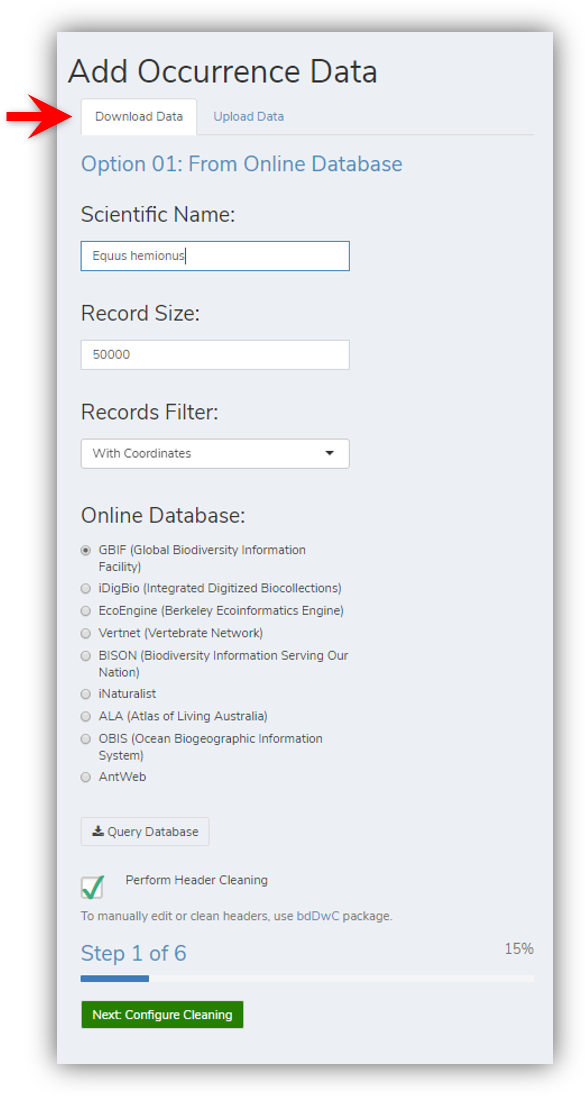 Add Occurrence Data
Download Data
Upload Data
Option 01: From Online Database
Scientific Name:
Equus hemionus
Record Size:
50000
Records Filter:
With Coordinates
Online Database:
GBIF (Global Biodiversity Information
Facility)
iDigBio (Integrated Digitized Biocollections)
EcoEngine (Berkeley Ecoinformatics Engine)
Vertnet (Vertebrate Network)
BISON (Biodiversity Information Serving Our
Nation)
iNaturalist
ALA (Atlas of Living Australia)
OBIS (Ocean Biogeographic Information
System)
AntWeb
Query Database
Perform Header Cleaning
To manually edit or clean headers, use bdDwC package.
Step 1 of 6
15%
Next: Configure Cleaning